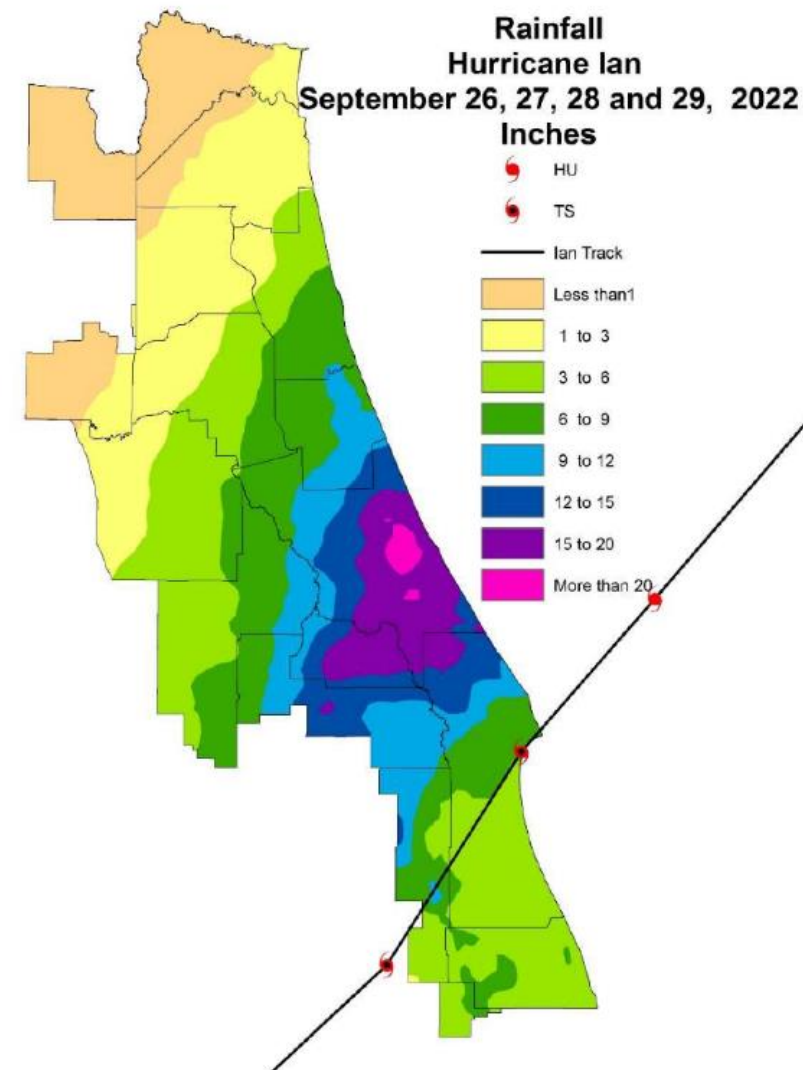 Rainfall
Hurricane Ian
September 26, 27, 28 and 29, 2022
Inches
HU
TS
Ian Track
Less than1
1 to 3
3 to 6
6 to 9
9 to 12
12 to 15
15 to 20
More than 20